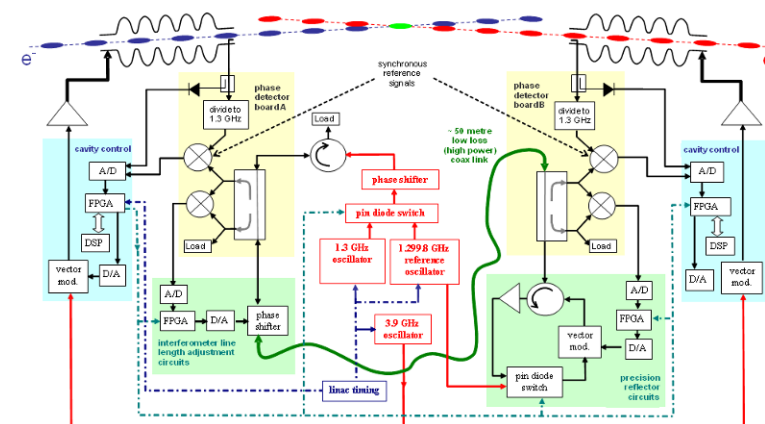 e-
e
phase
detector
board A
divide to
1.3 GHz
synchronous
reference
signals
Load
~ 50 metre
low loss
(high power)
coax link
phase
detector
board B
divide to
1.3 GHz
cavity control
A/D
FPGA
DSP
vector
mod.
D/A
Load
phase shifter
pin diode switch
1.3 GHz
oscillator
1.299.8 GHz
reference
oscillator
3.9 GHz
oscillator
linac timing
A/D
FPGA
D/A
phase
shifter
interferometer line
length adjustment
circuits
Load
cavity control
A/D
FPGA
DSP
D/A
vector
mod.
A/D
FPGA
D/A
vector
mod.
pin diode
switch
precision
reflector
circuits